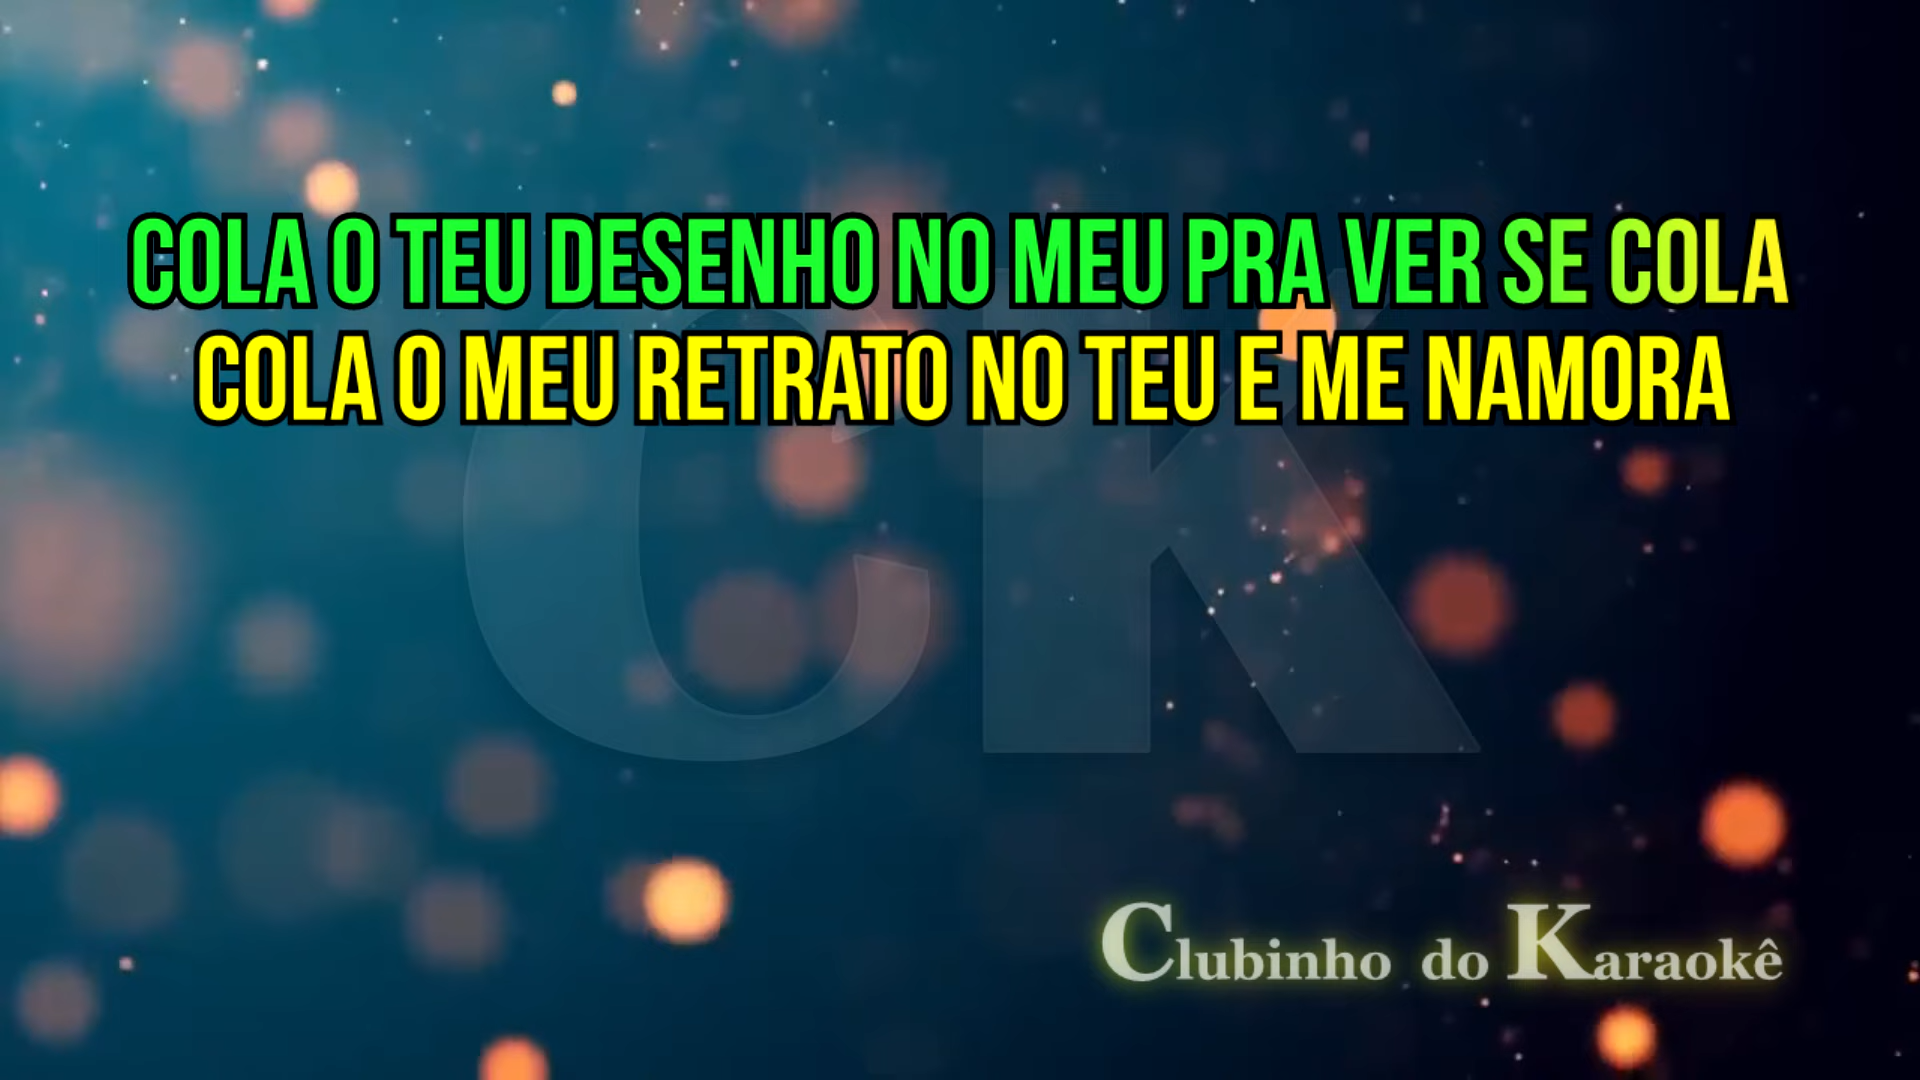 COLA O TEU DESENHO NO MEU PRA VER SE COLA
COLA O MEU RETRATO NO TEU E ME NAMORA
CK
Clubinho do Karaokê